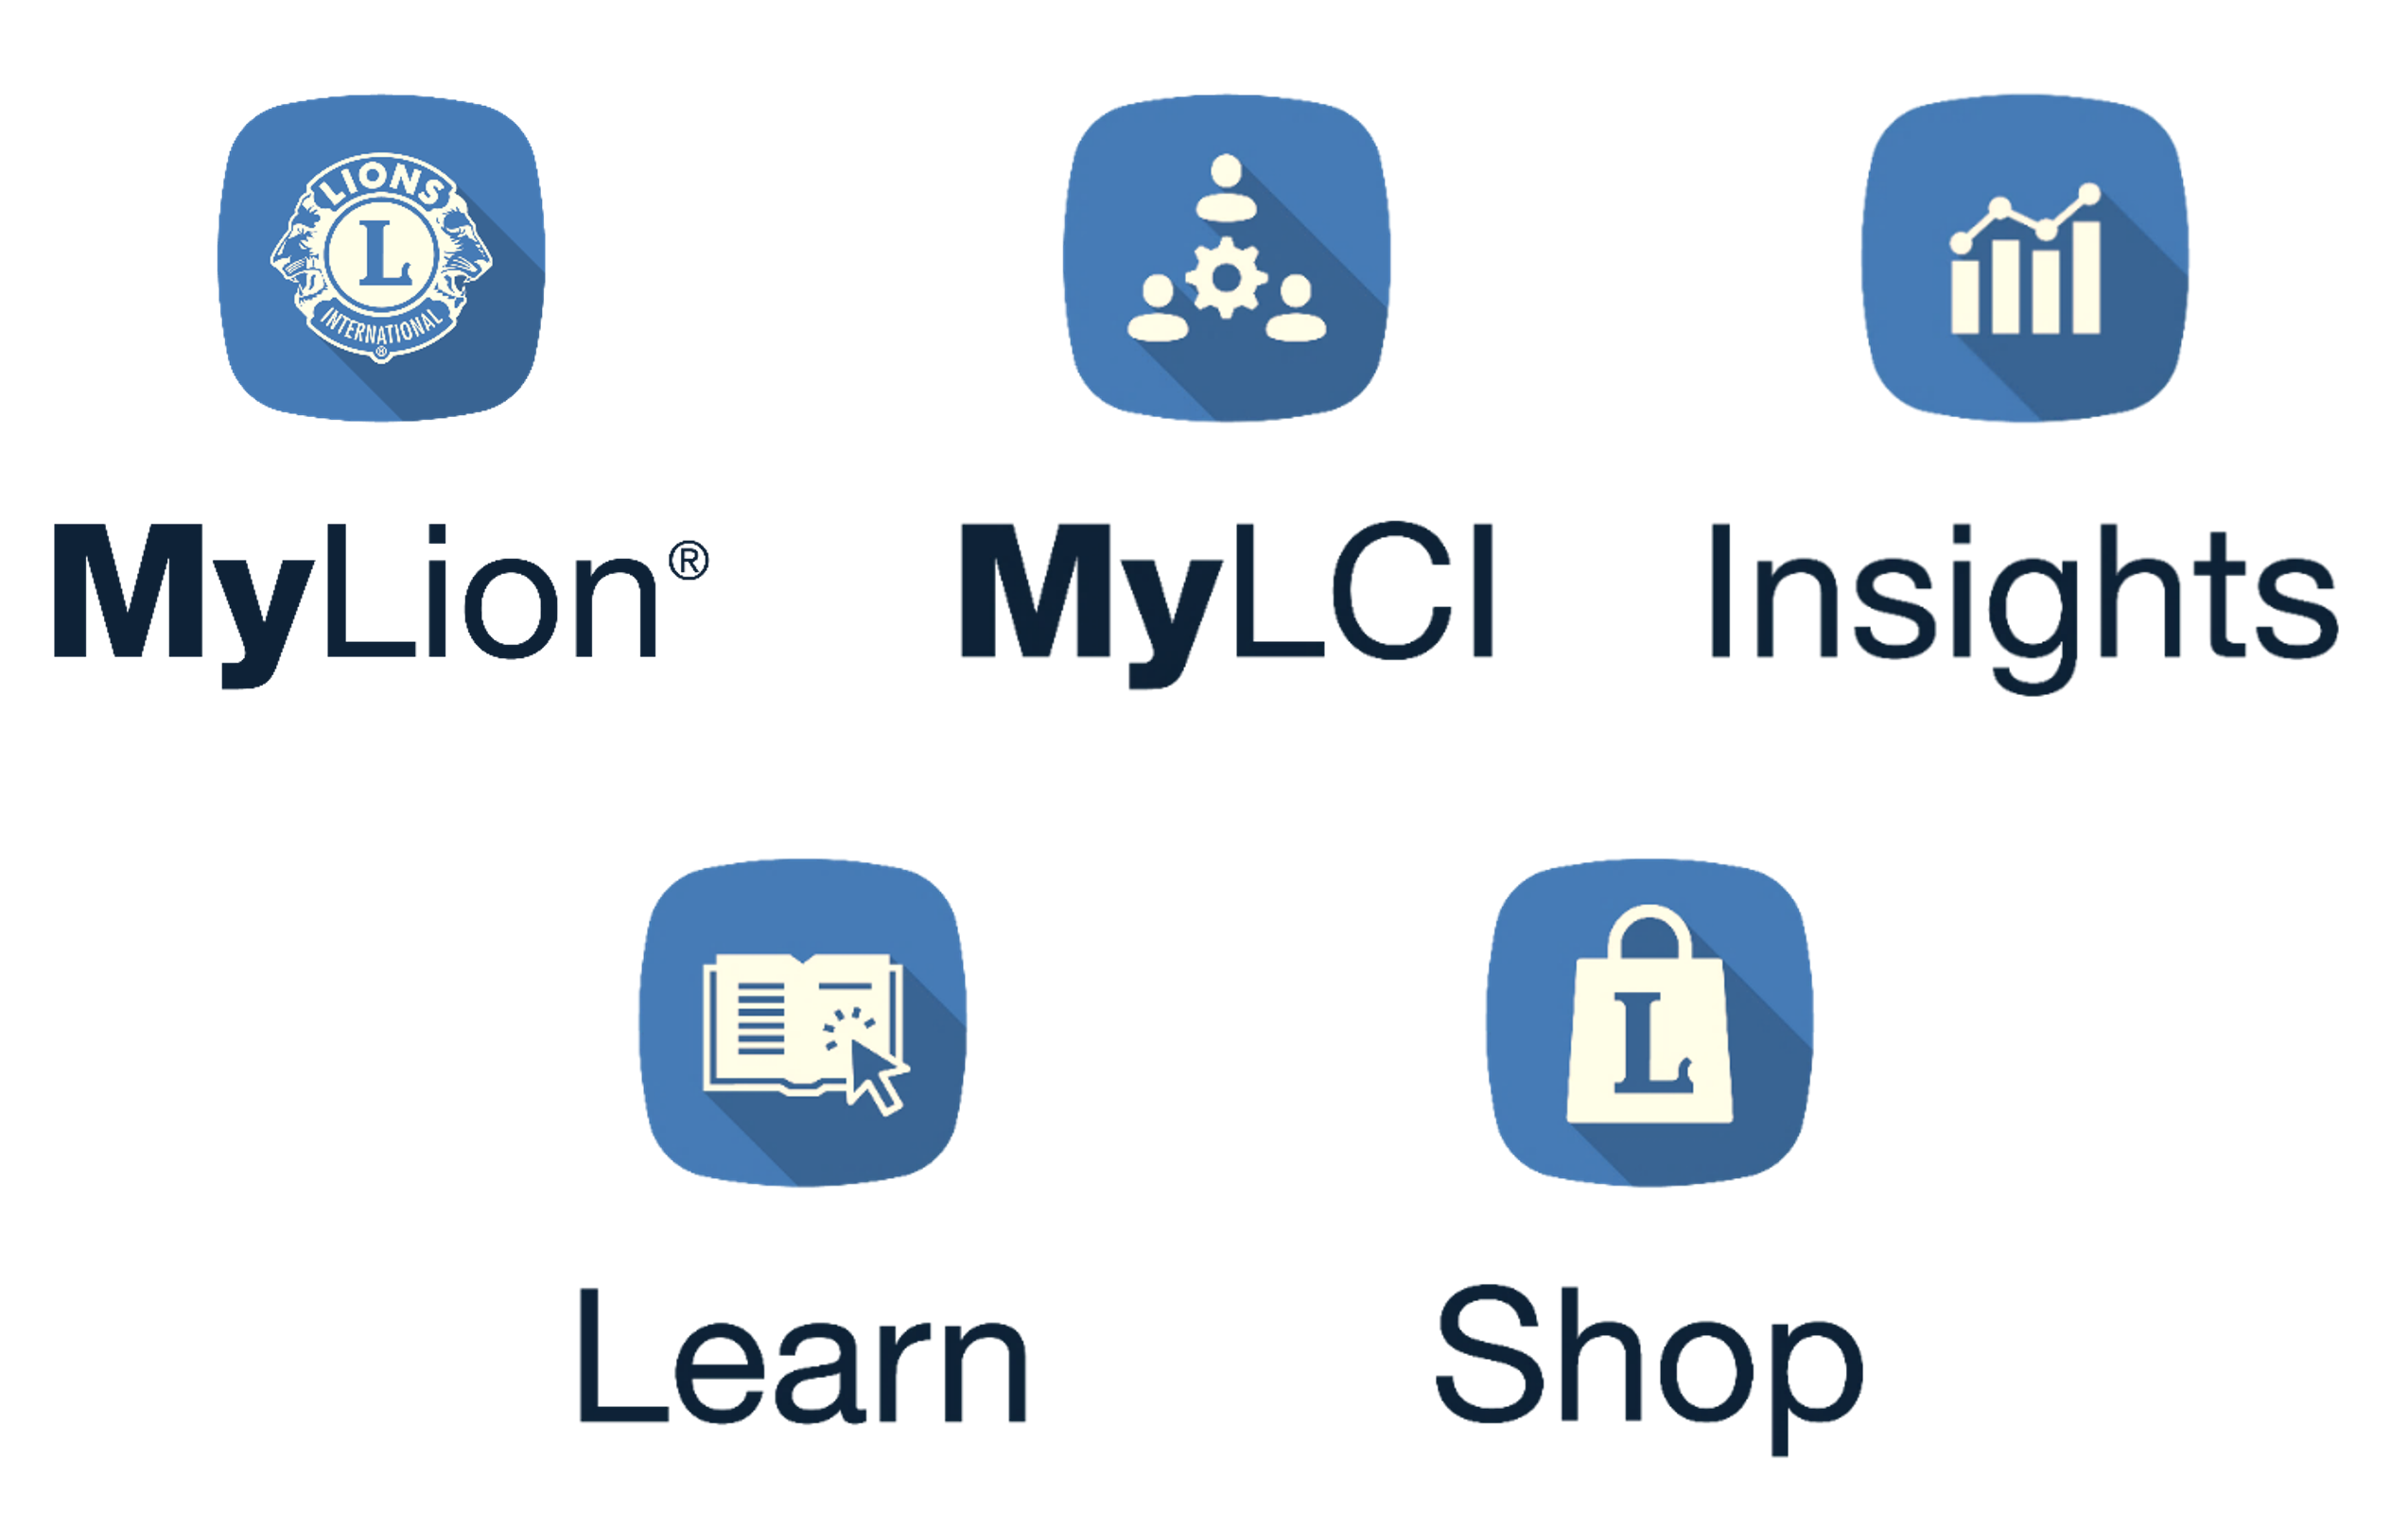 LIONS
L
INTERNATIONAL
®
MyLion®
MyLCI
Insights
L
Learn
Shop